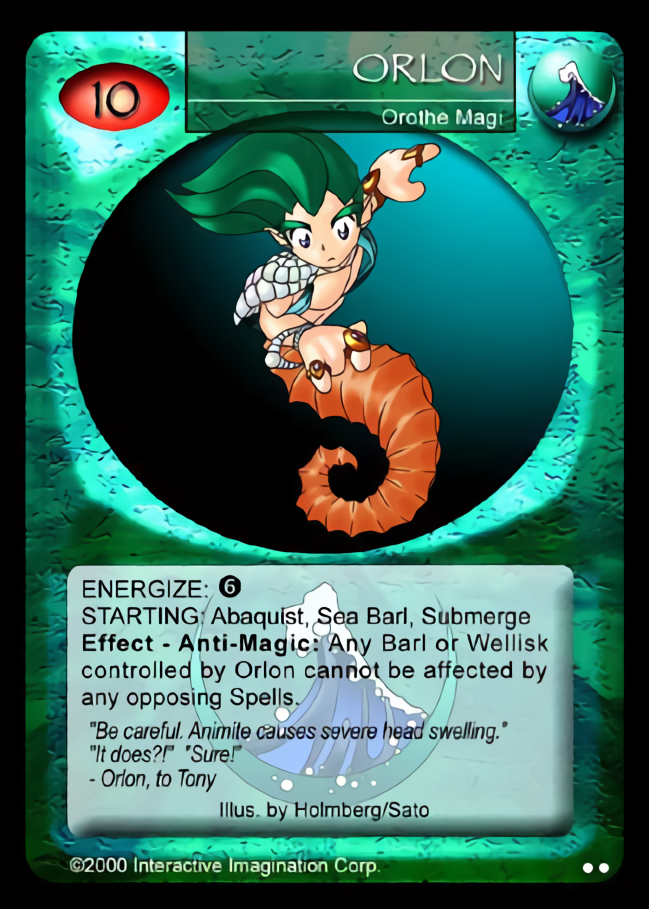 10
ORLON
Orothe Magi
ENERGIZE: 6
STARTING: Abaquist, Sea Barl, Submerge
Effect - Anti-Magic: Any Barl or Wellisk
controlled by Orlon cannot be affected by
any opposing Spells.
"Be careful. Animite causes severe head swelling."
"It does?!" "Sure!"
- Orlon, to Tony
Illus. by Holmberg/Sato
©2000 Interactive Imagination Corp.